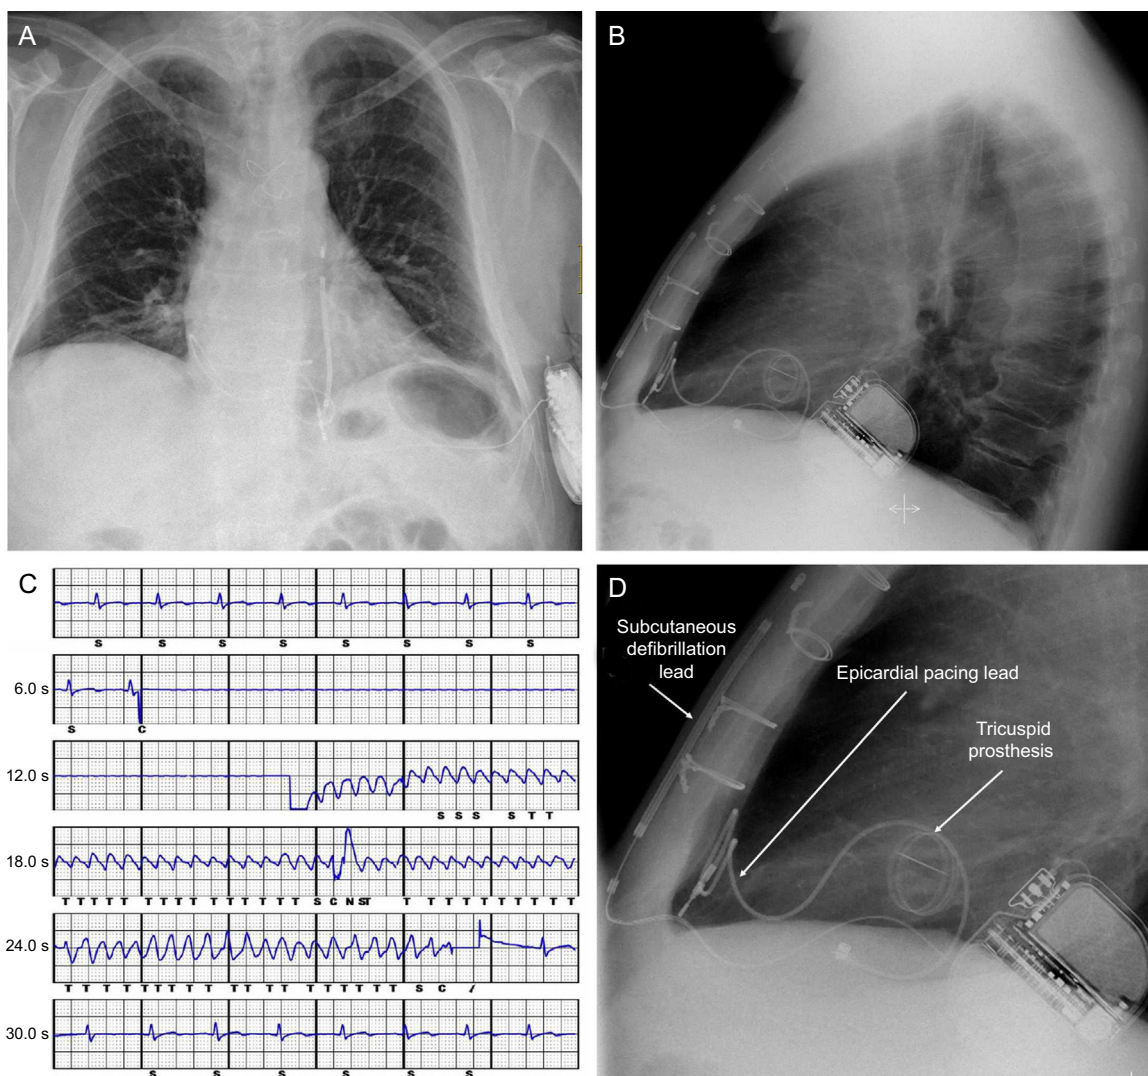 A
B
C
S S S S S S S S
6.0 s
S C
12.0 s
S S S S T T
18.0 s
T T T T T T T T T T T T T T S C N S T T T T T T T T T T
24.0 s
T T T T T T T T T T T T T T T T T T T S C
30.0 s
S S S S S S
D
Subcutaneous
defibrillation
lead
Epicardial pacing lead
Tricuspid
prosthesis